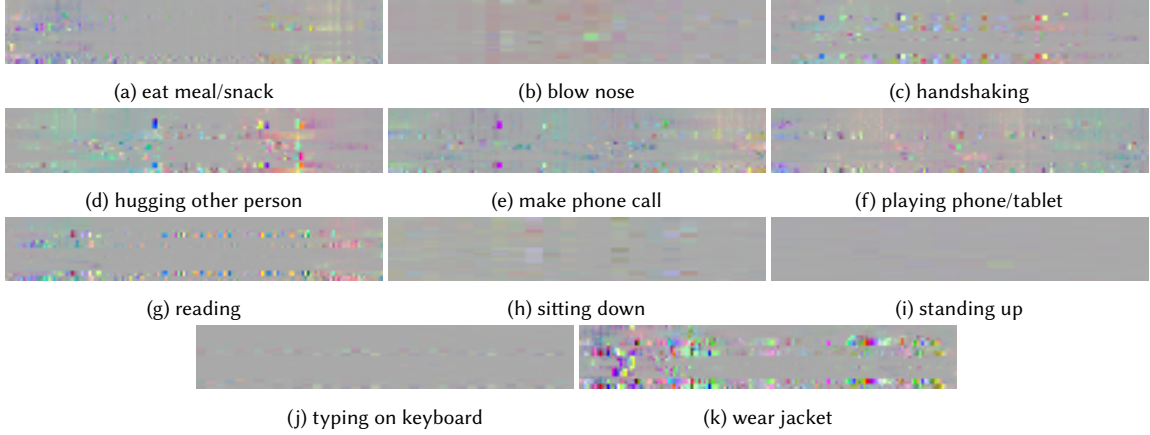 (a) eat meal/snack
(b) blow nose
(c) handshaking
(d) hugging other person
(e) make phone call
(f) playing phone/tablet
(g) reading
(h) sitting down
(i) standing up
(j) typing on keyboard
(k) wear jacket